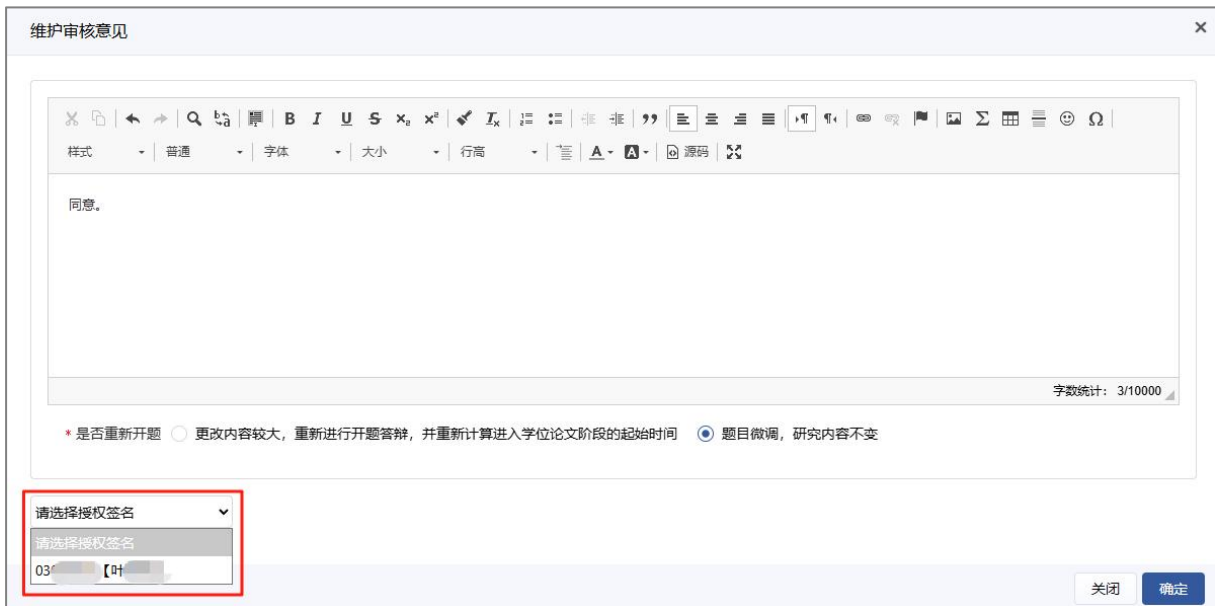 维护审核意见
样式 普通 字体 大小 行高 源码
同意。
字数统计： 3/10000
* 是否重新开题 更改内容较大，重新进行开题答辩，并重新计算进入学位论文阶段的起始时间 题目微调，研究内容不变
请选择授权签名
请选择授权签名
03 【叶
关闭 确定